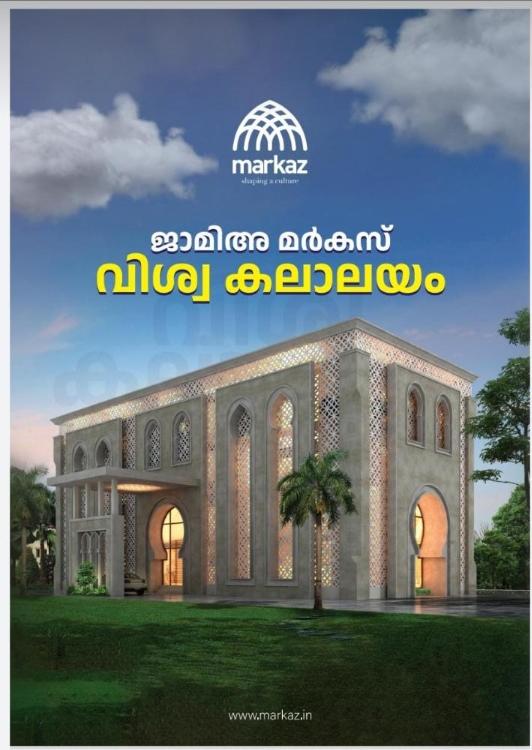 markaz
shaping a culture
ജാമിഅ മർകസ്
വിശ്വ കലാലയം
www.markaz.in